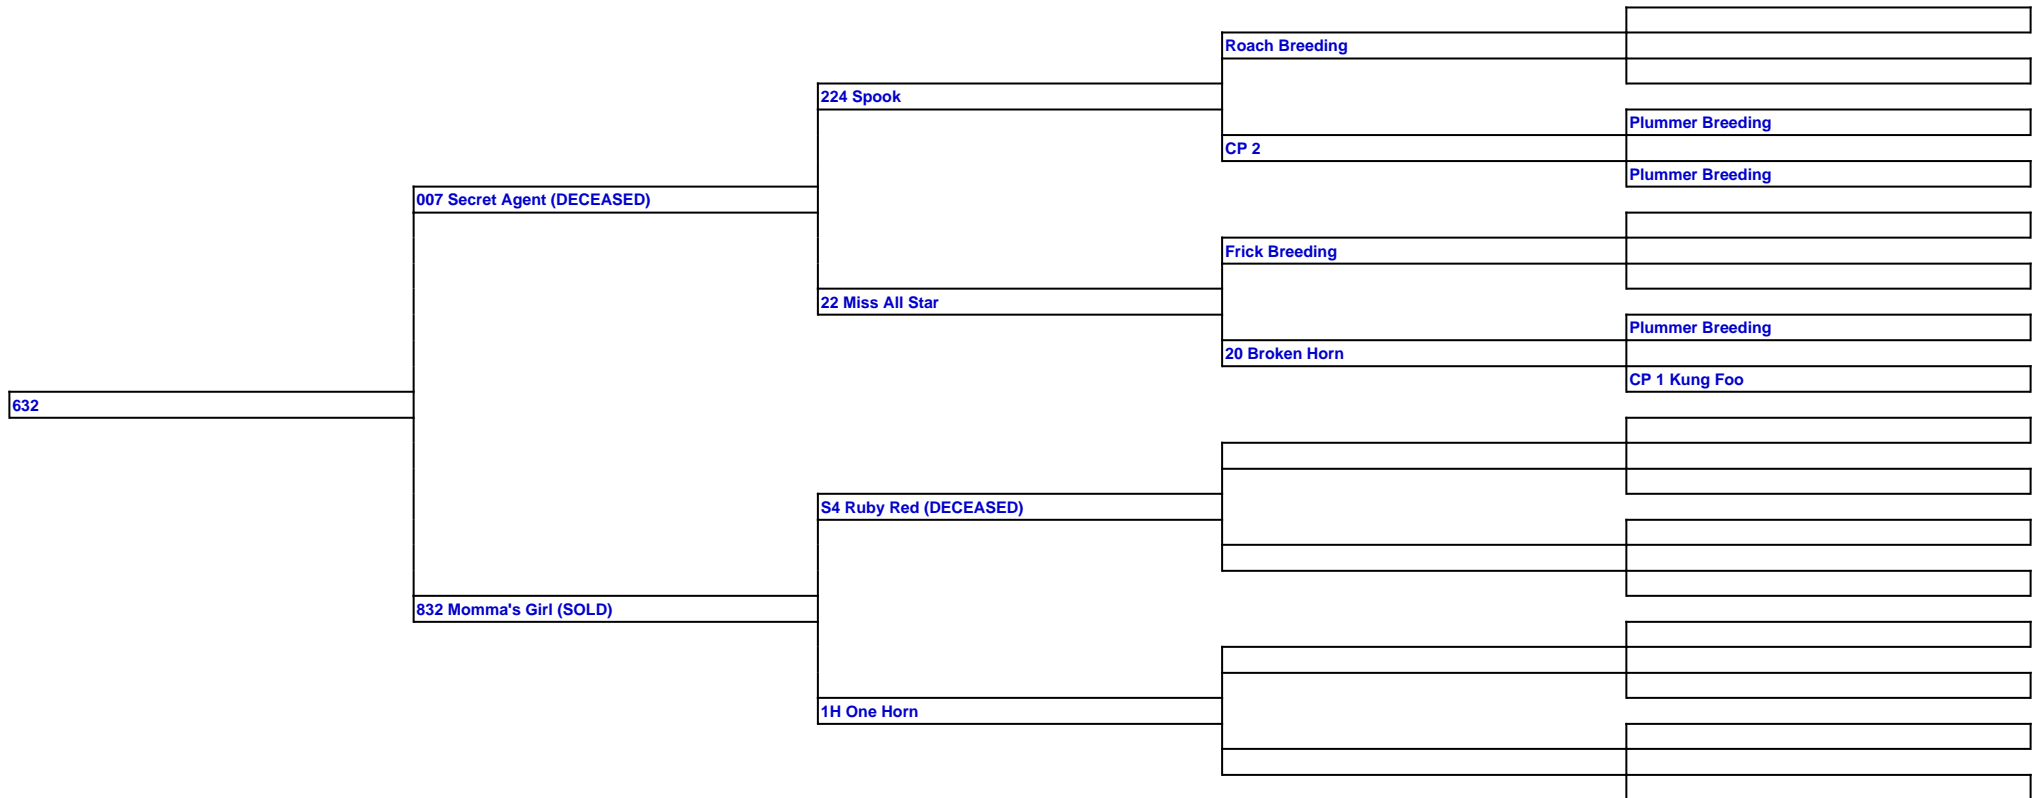 Roach Breeding
224 Spook
Plummer Breeding
CP 2
Plummer Breeding
007 Secret Agent (DECEASED)
Frick Breeding
22 Miss All Star
Plummer Breeding
20 Broken Horn
CP 1 Kung Foo
632
S4 Ruby Red (DECEASED)
832 Momma's Girl (SOLD)
1H One Horn